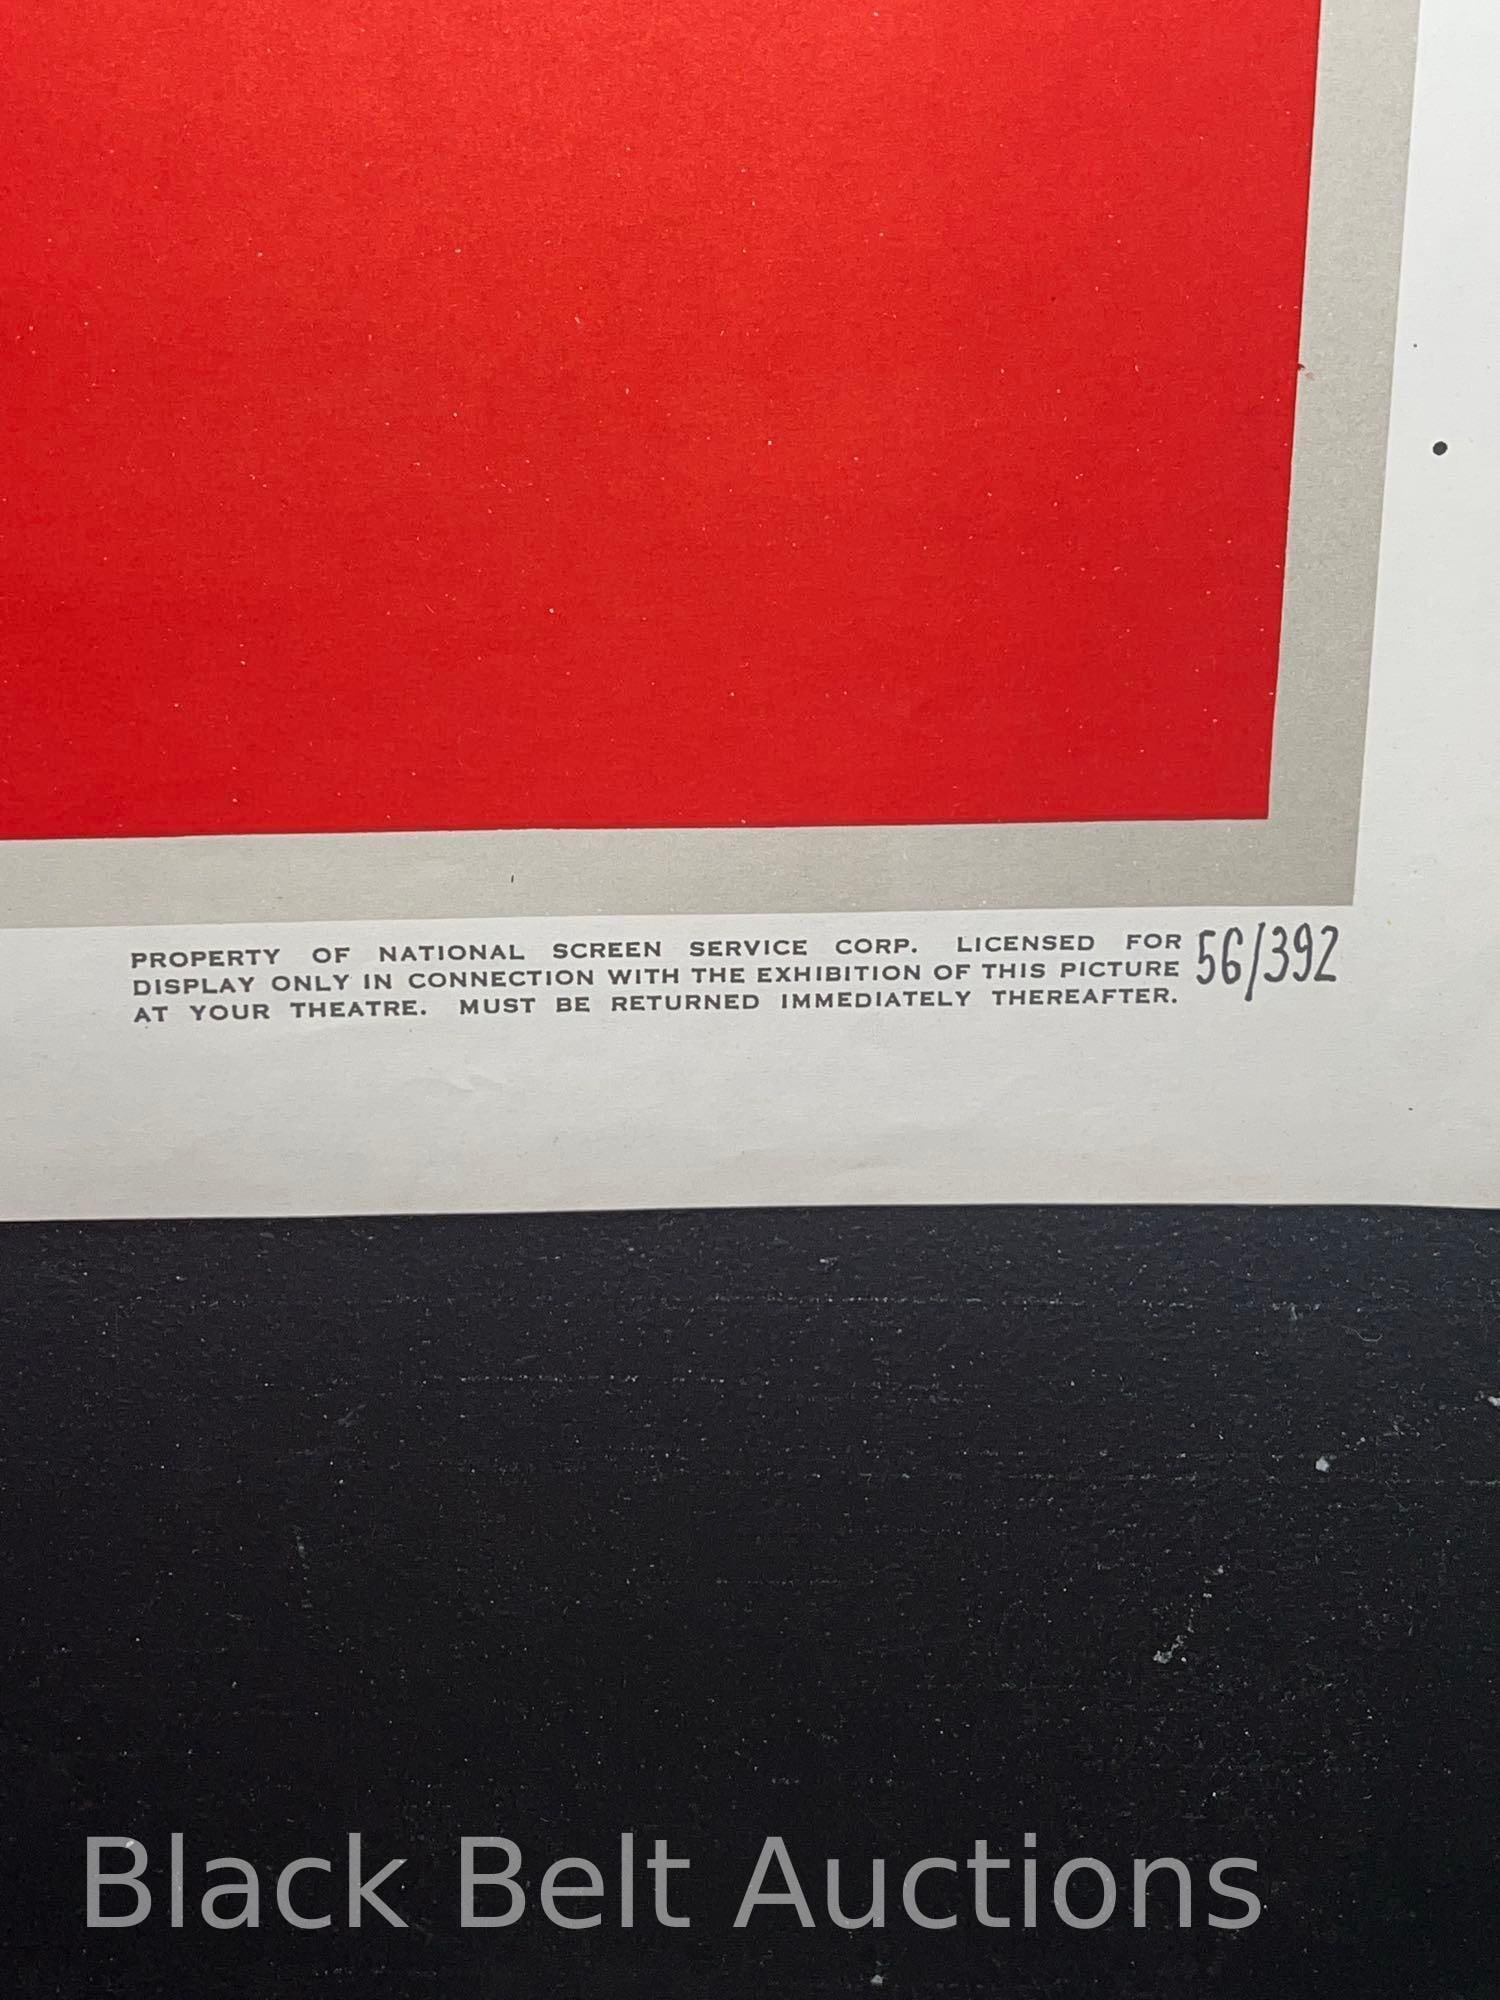 PROPERTY OF NATIONAL SCREEN SERVICE CORP. LICENSED FOR
DISPLAY ONLY IN CONNECTION WITH THE EXHIBITION OF THIS PICTURE
AT YOUR THEATRE. MUST BE RETURNED IMMEDIATELY THEREAFTER.
56/392
Black Belt Auctions